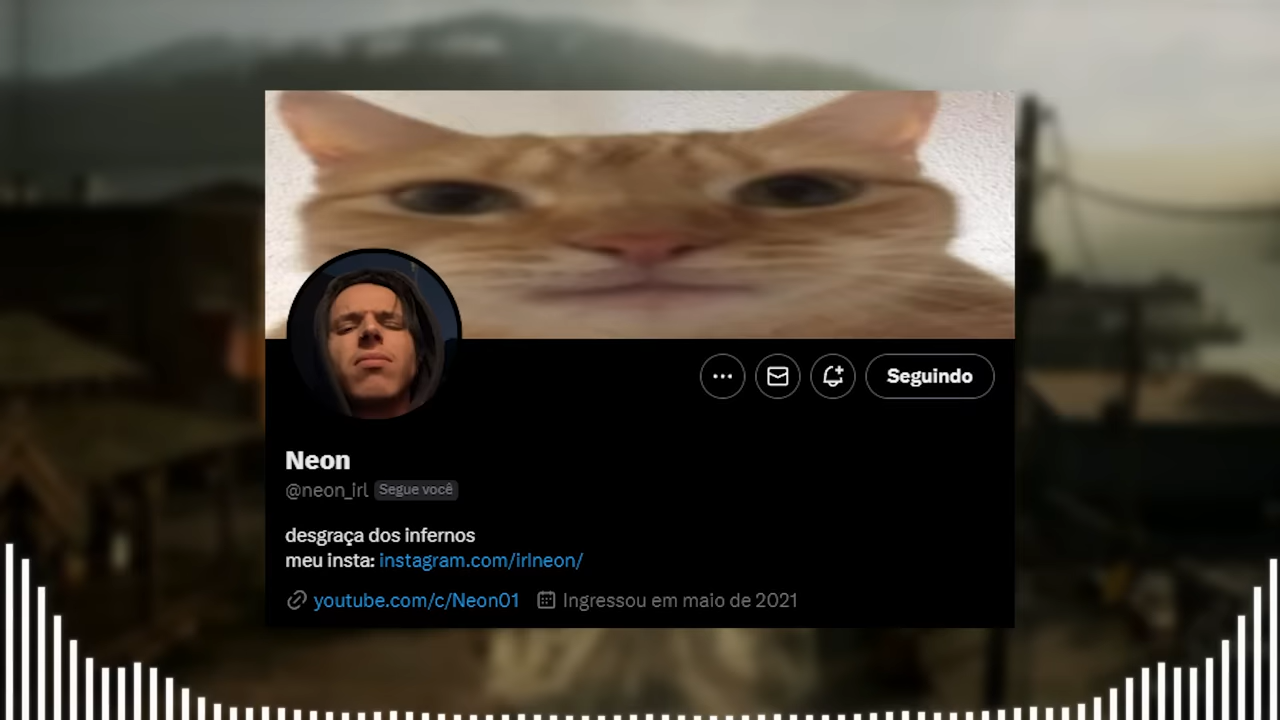 Seguindo
Neon
@neon_irl Segue você
desgraça dos infernos
meu insta: instagram.com/irlneon/
youtube.com/c/Neon01 Ingressou em maio de 2021